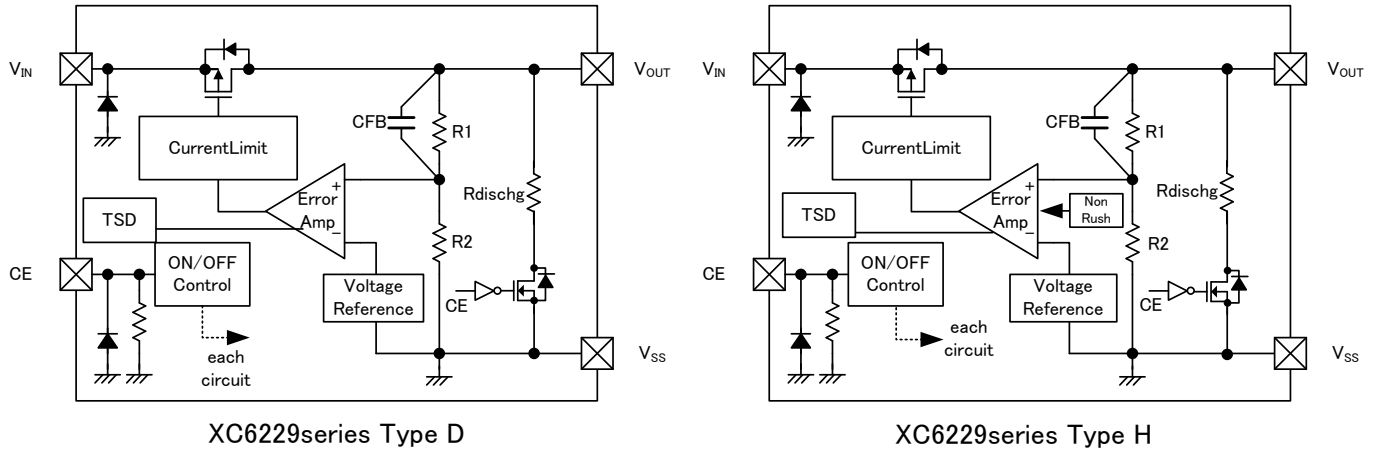 VIN
VOUT
CFB
R1
CurrentLimit
+
Error
Amp
−
Rdischg
TSD
R2
CE
ON/OFF
Control
Voltage
Reference
CE
each
circuit
VSS
XC6229series Type D
VIN
VOUT
CFB
R1
CurrentLimit
+
Error
Amp
−
Non
Rush
Rdischg
TSD
R2
CE
ON/OFF
Control
Voltage
Reference
CE
each
circuit
VSS
XC6229series Type H